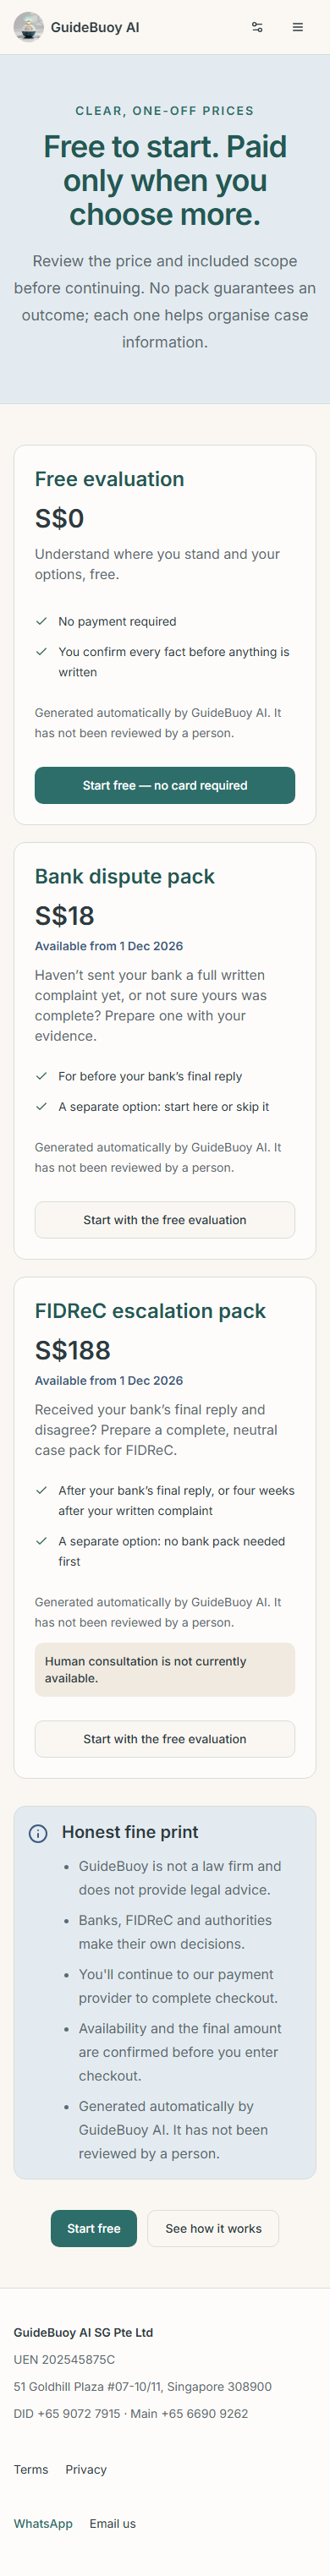 GuideBuoy AI
CLEAR, ONE-OFF PRICES
Free to start. Paid
only when you
choose more.
Review the price and included scope
before continuing. No pack guarantees an
outcome; each one helps organise case
information.
Free evaluation
S$0
Understand where you stand and your
options, free.
No payment required
You confirm every fact before anything is
written
Generated automatically by GuideBuoy AI. It
has not been reviewed by a person.
Start free — no card required
Bank dispute pack
S$18
Available from 1 Dec 2026
Haven’t sent your bank a full written
complaint yet, or not sure yours was
complete? Prepare one with your
evidence.
For before your bank’s final reply
A separate option: start here or skip it
Generated automatically by GuideBuoy AI. It
has not been reviewed by a person.
Start with the free evaluation
FIDReC escalation pack
S$188
Available from 1 Dec 2026
Received your bank’s final reply and
disagree? Prepare a complete, neutral
case pack for FIDReC.
After your bank’s final reply, or four weeks
after your written complaint
A separate option: no bank pack needed
first
Generated automatically by GuideBuoy AI. It
has not been reviewed by a person.
Human consultation is not currently
available.
Start with the free evaluation
Honest fine print
• GuideBuoy is not a law firm and
does not provide legal advice.
• Banks, FIDReC and authorities
make their own decisions.
• You'll continue to our payment
provider to complete checkout.
• Availability and the final amount
are confirmed before you enter
checkout.
• Generated automatically by
GuideBuoy AI. It has not been
reviewed by a person.
Start free See how it works
GuideBuoy AI SG Pte Ltd
UEN 202545875C
51 Goldhill Plaza #07-10/11, Singapore 308900
DID +65 9072 7915 · Main +65 6690 9262
Terms Privacy
WhatsApp Email us